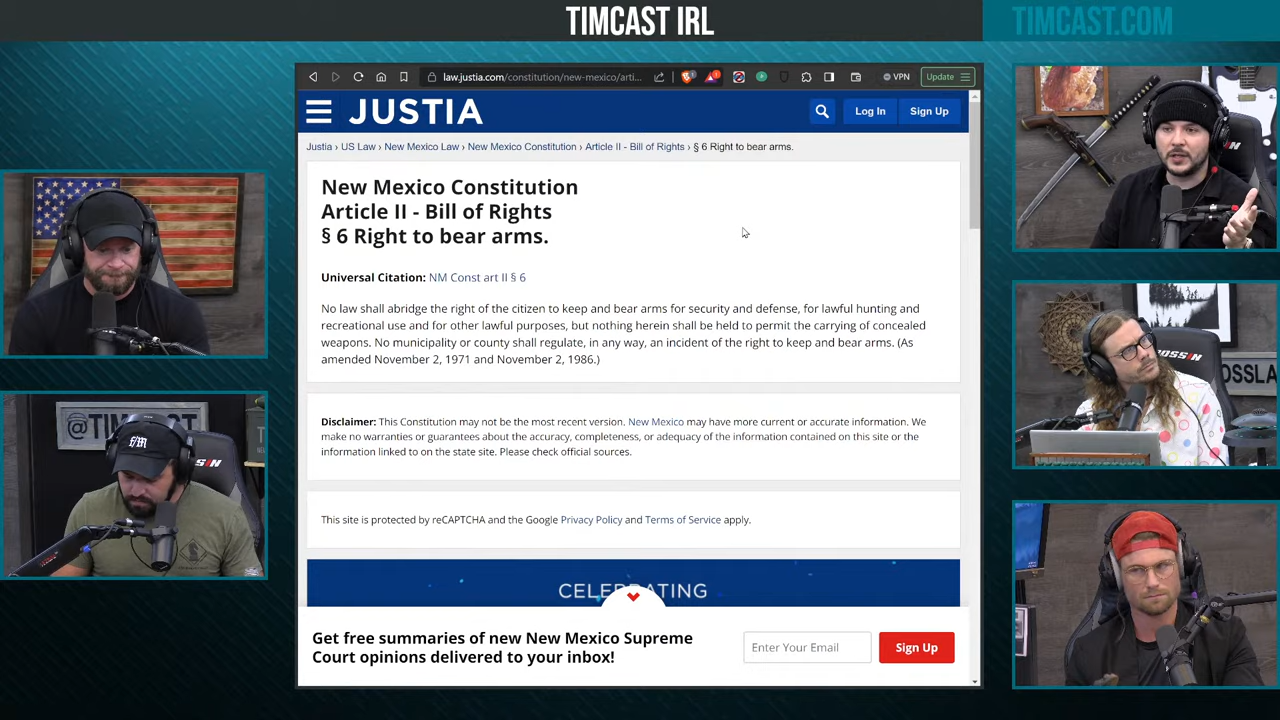 TIMCAST IRL
TIMCAST.COM
law.justia.com/constitution/new-mexico/arti...
VPN
Update
JUSTIA
Log In
Sign Up
Justia › US Law › New Mexico Law › New Mexico Constitution › Article II - Bill of Rights › § 6 Right to bear arms.
New Mexico Constitution
Article II - Bill of Rights
§ 6 Right to bear arms.
Universal Citation: NM Const art II § 6
No law shall abridge the right of the citizen to keep and bear arms for security and defense, for lawful hunting and
recreational use and for other lawful purposes, but nothing herein shall be held to permit the carrying of concealed
weapons. No municipality or county shall regulate, in any way, an incident of the right to keep and bear arms. (As
amended November 2, 1971 and November 2, 1986.)
Disclaimer: This Constitution may not be the most recent version. New Mexico may have more current or accurate information. We
make no warranties or guarantees about the accuracy, completeness, or adequacy of the information contained on this site or the
information linked to on the state site. Please check official sources.
This site is protected by reCAPTCHA and the Google Privacy Policy and Terms of Service apply.
CELEBRATING
Get free summaries of new New Mexico Supreme
Court opinions delivered to your inbox!
Enter Your Email
Sign Up
@TIMCAST